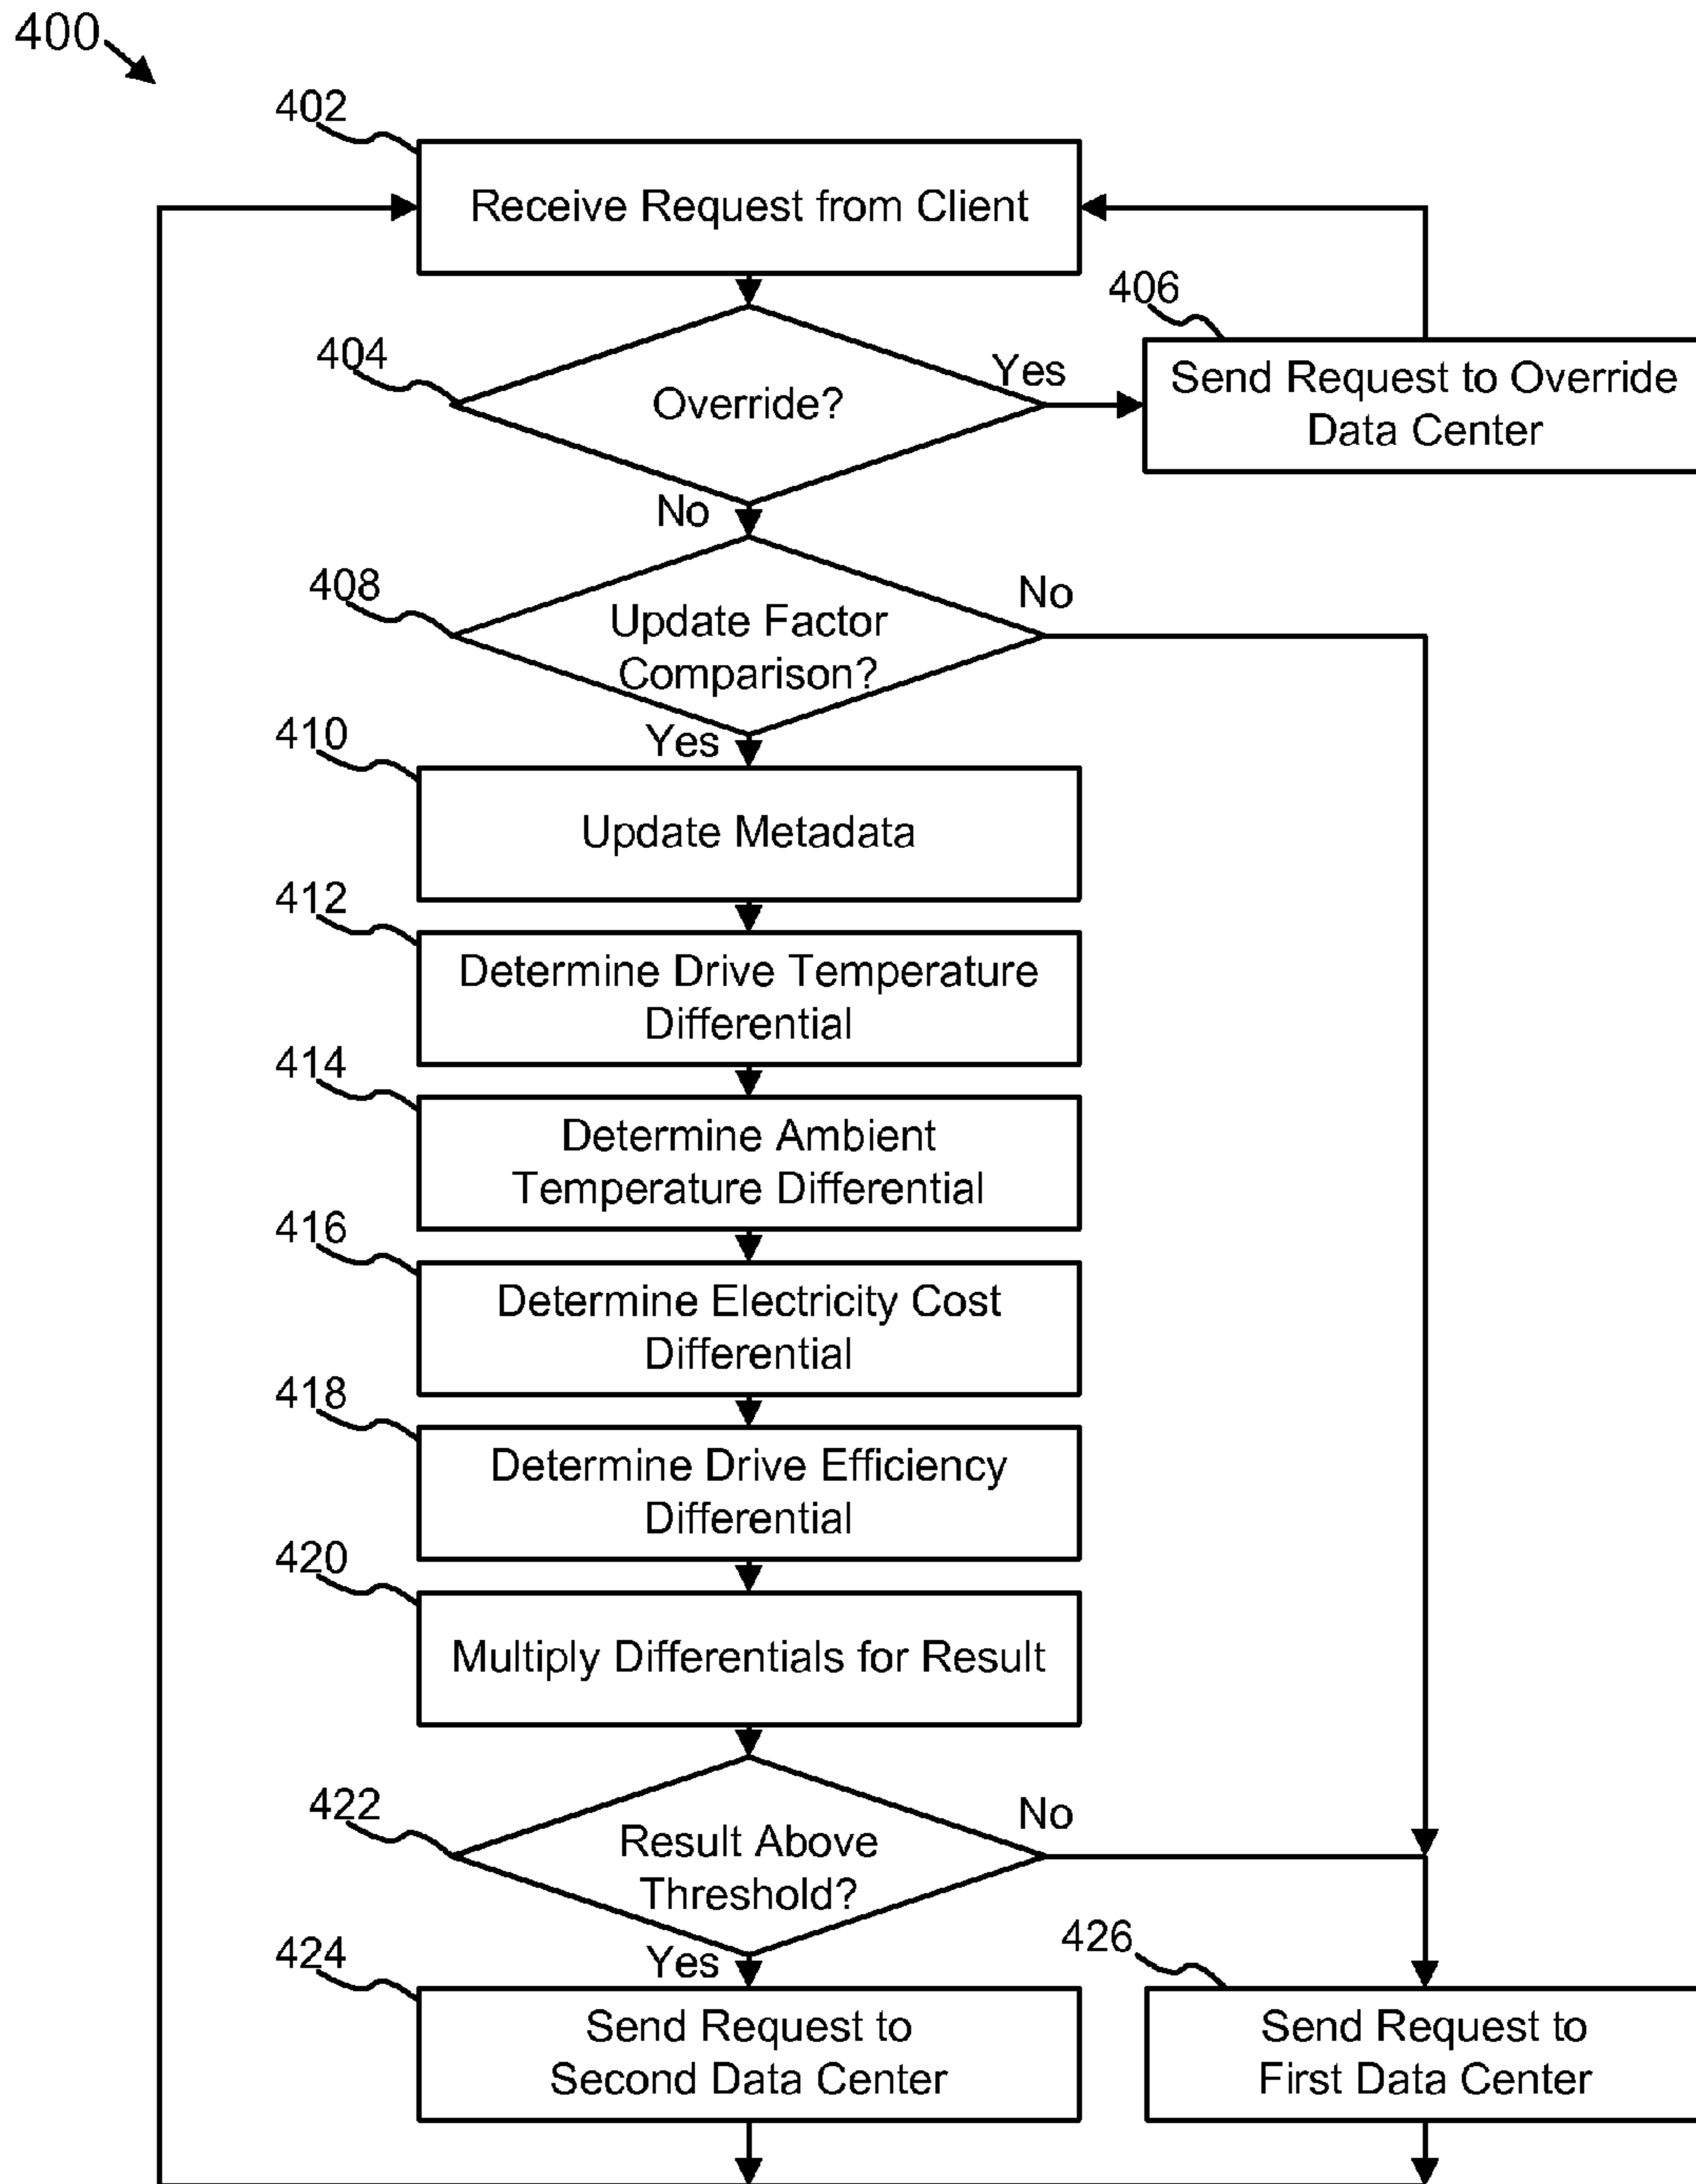 400
402
Receive Request from Client
406
404
Override?
Yes
Send Request to Override
Data Center
No
408
Update Factor
Comparison?
No
Yes
410
Update Metadata
412
Determine Drive Temperature
Differential
414
Determine Ambient
Temperature Differential
416
Determine Electricity Cost
Differential
418
Determine Drive Efficiency
Differential
420
Multiply Differentials for Result
422
Result Above
Threshold?
No
Yes
424
Send Request to
Second Data Center
426
Send Request to
First Data Center